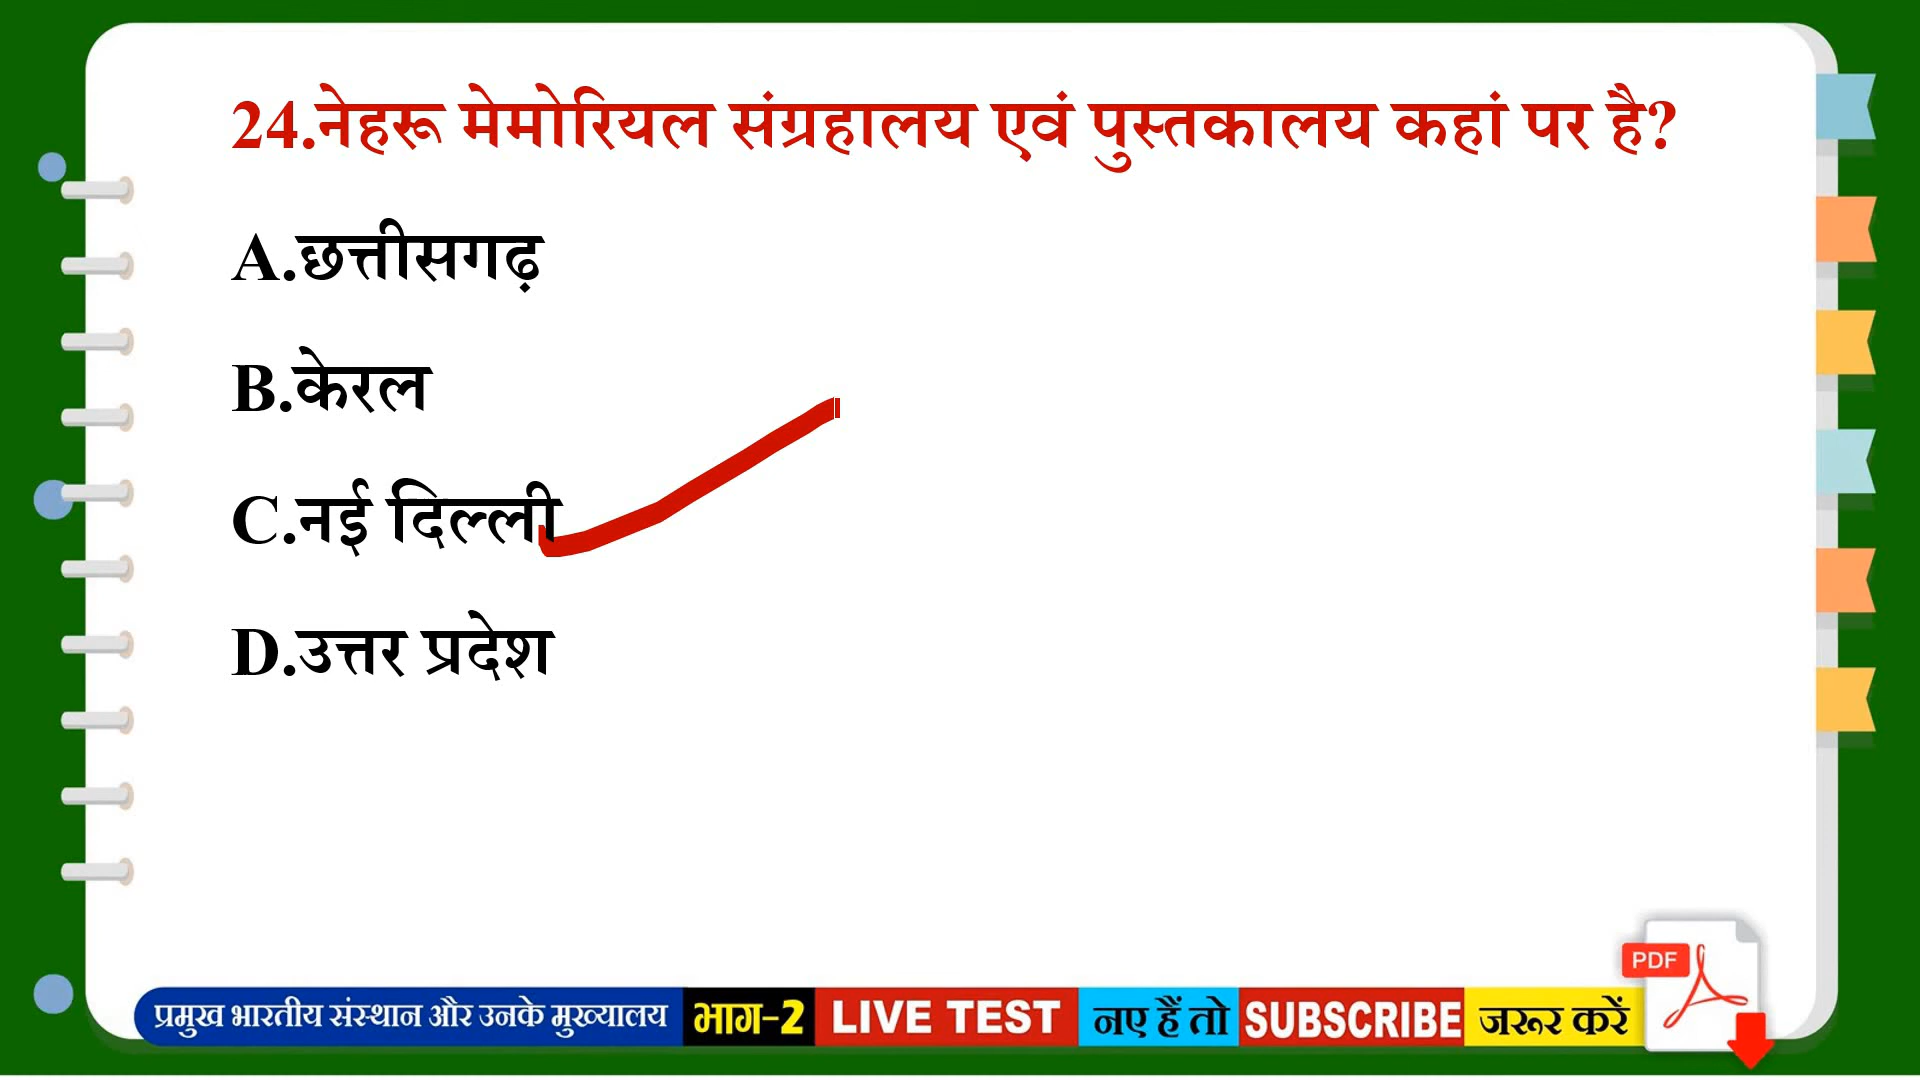 24.नेहरू मेमोरियल संग्रहालय एवं पुस्तकालय कहां पर है?
A.छत्तीसगढ़
B.केरल
C.नई दिल्ली
D.उत्तर प्रदेश
PDF
प्रमुख भारतीय संस्थान और उनके मुख्यालय भाग-2 LIVE TEST नए हैं तो SUBSCRIBE जरूर करें